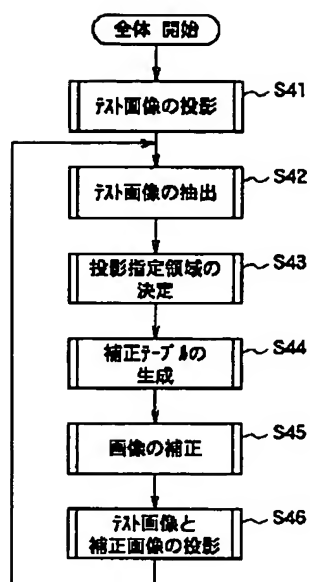 全体 開始
テスト画像の投影
S41
テスト画像の抽出
S42
投影指定領域の
決定
S43
補正テーブルの
生成
S44
画像の補正
S45
テスト画像と
補正画像の投影
S46